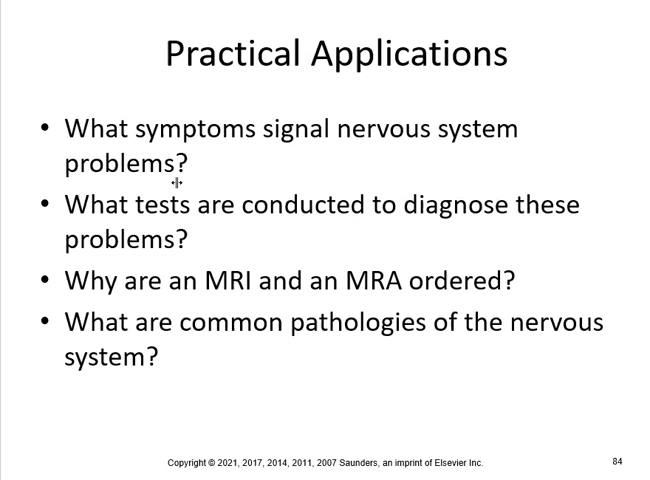 Practical Applications
• What symptoms signal nervous system
problems?
• What tests are conducted to diagnose these
problems?
• Why are an MRI and an MRA ordered?
• What are common pathologies of the nervous
system?
Copyright © 2021, 2017, 2014, 2011, 2007 Saunders, an imprint of Elsevier Inc.
84